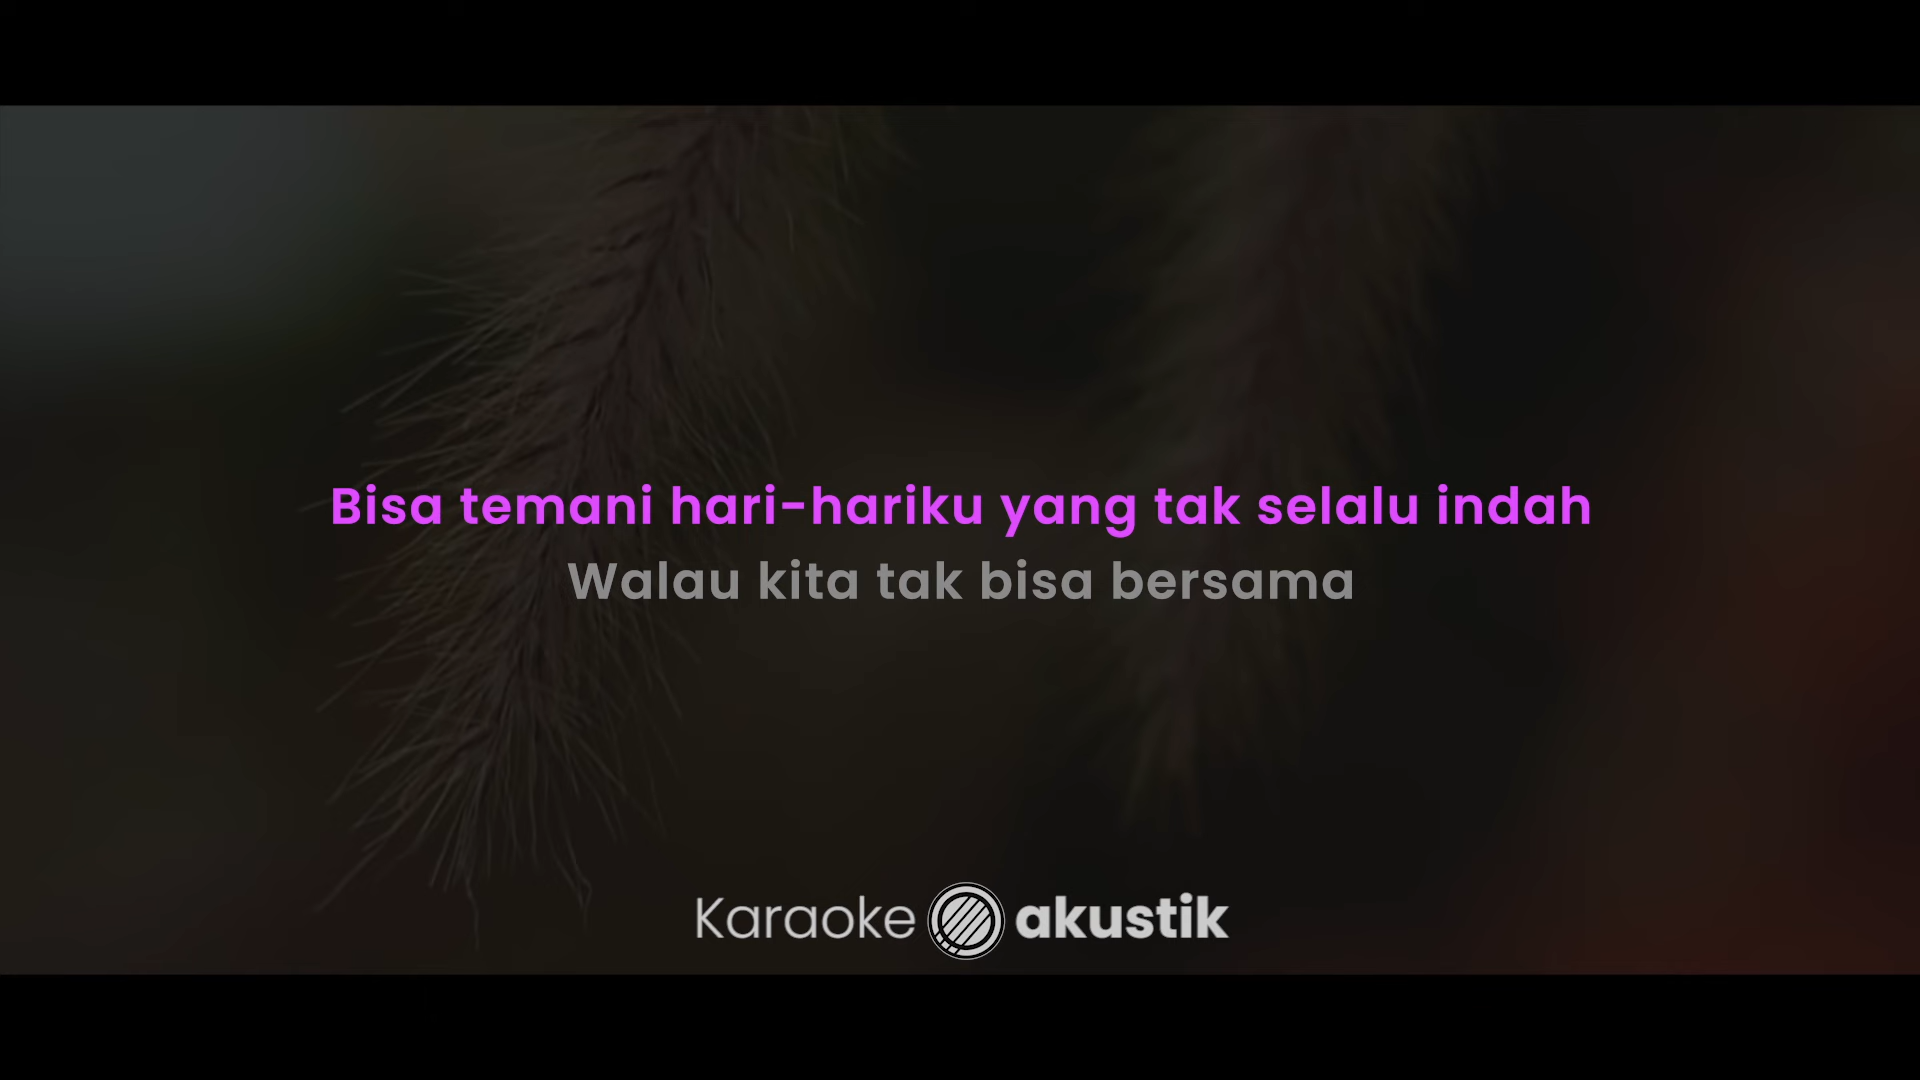 Bisa temani hari-hariku yang tak selalu indah
Walau kita tak bisa bersama
Karaoke akustik